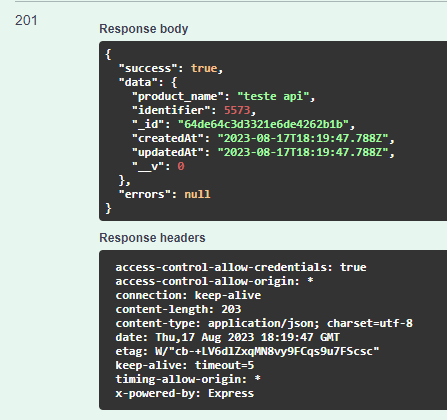 201
Response body
{
"success": true,
"data": {
"product_name": "teste api",
"identifier": 5573,
"_id": "64de64c3d3321e6de4262b1b",
"createdAt": "2023-08-17T18:19:47.788Z",
"updatedAt": "2023-08-17T18:19:47.788Z",
"__v": 0
},
"errors": null
}
Response headers
access-control-allow-credentials: true
access-control-allow-origin: *
connection: keep-alive
content-length: 203
content-type: application/json; charset=utf-8
date: Thu,17 Aug 2023 18:19:47 GMT
etag: W/"cb-+LV6dlZxqMN8vy9FCqs9u7FScsc"
keep-alive: timeout=5
timing-allow-origin: *
x-powered-by: Express